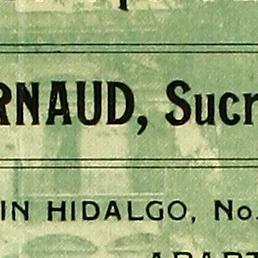 RNAUD, Sucr
IN HIDALGO, No.